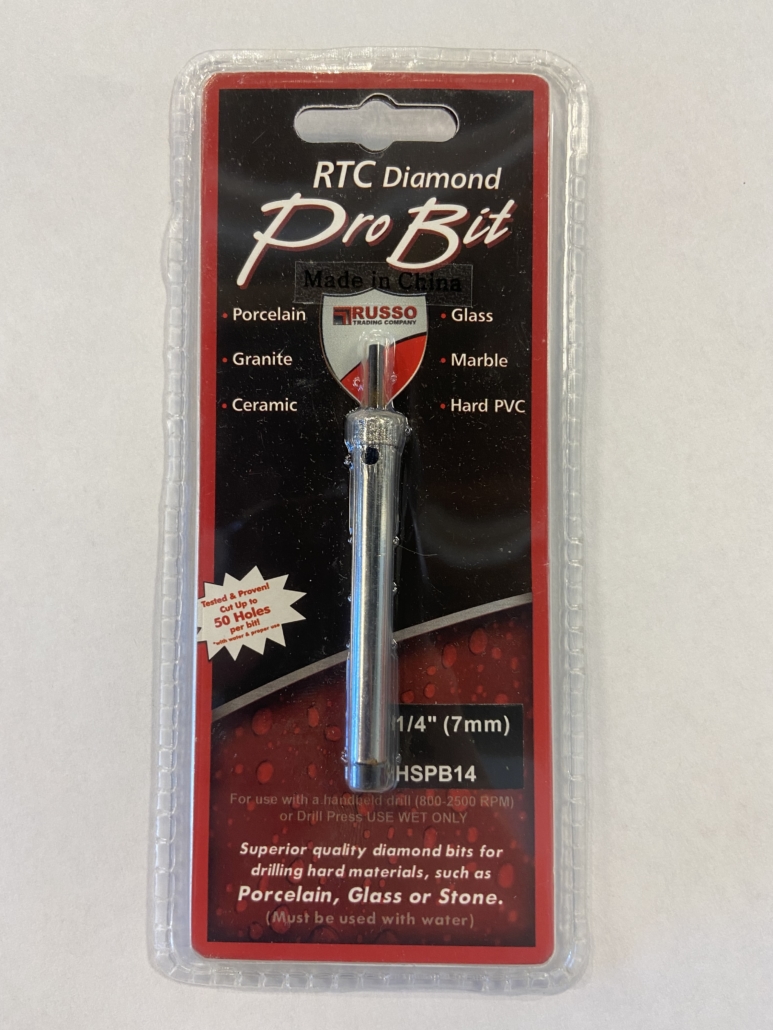 RTC Diamond
Pro Bit
Made in China
RUSSO
TRADING COMPANY
• Porcelain
• Granite
• Ceramic
• Glass
• Marble
• Hard PVC
Tested & Proven!
Cut Up to
50 Holes
per bit!
*with water & proper use
1/4" (7mm)
HSPB14
For use with a handheld drill (800-2500 RPM)
or Drill Press USE WET ONLY
Superior quality diamond bits for
drilling hard materials, such as
Porcelain, Glass or Stone.
(Must be used with water)